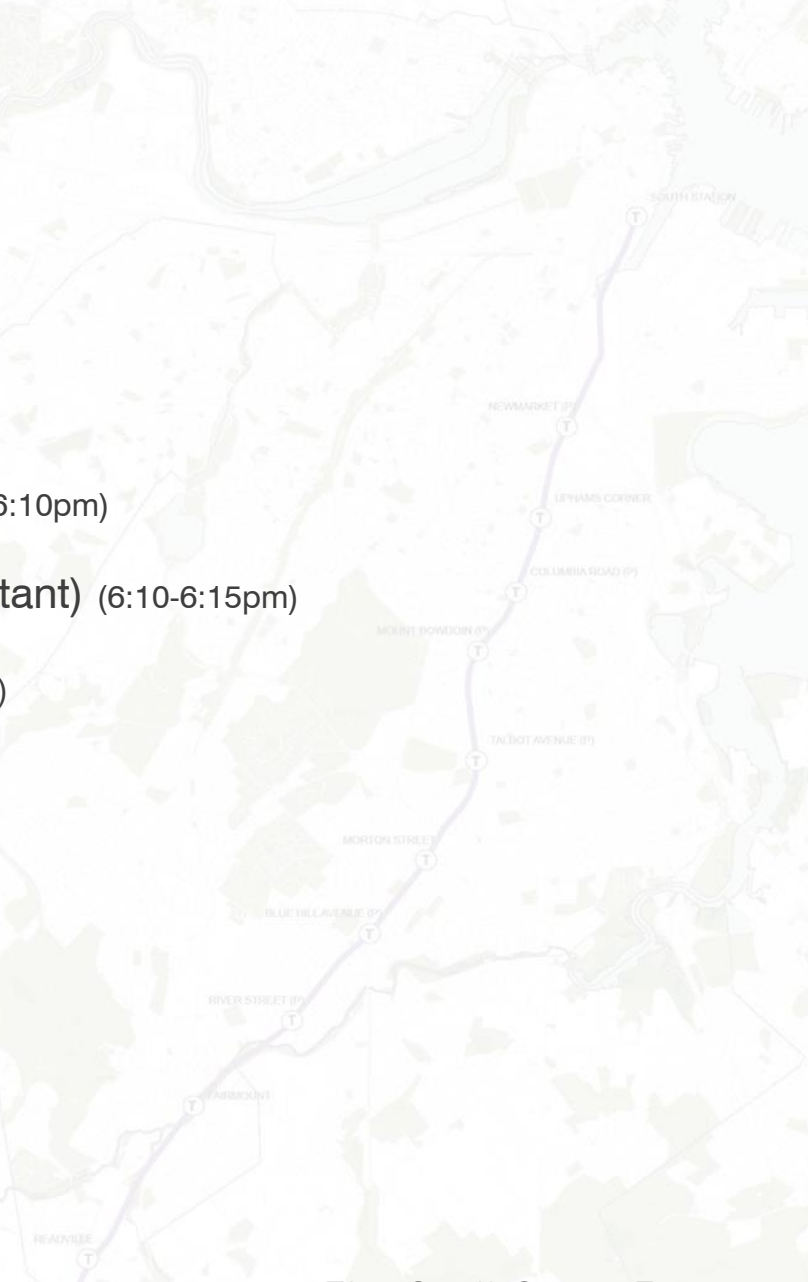 SOUTH STATION
T
NEWMARKET (P)
T
6:10pm)
UPHAMS CORNER
T
COLUMBIA ROAD (P)
T
tant) (6:10-6:15pm)
MOUNT BOWDOIN (P)
T
)
TALBOT AVENUE (P)
T
MORTON STREET
T
BLUE HILL AVENUE (P)
T
RIVER STREET (P)
T
FAIRMOUNT
T
READVILLE
T